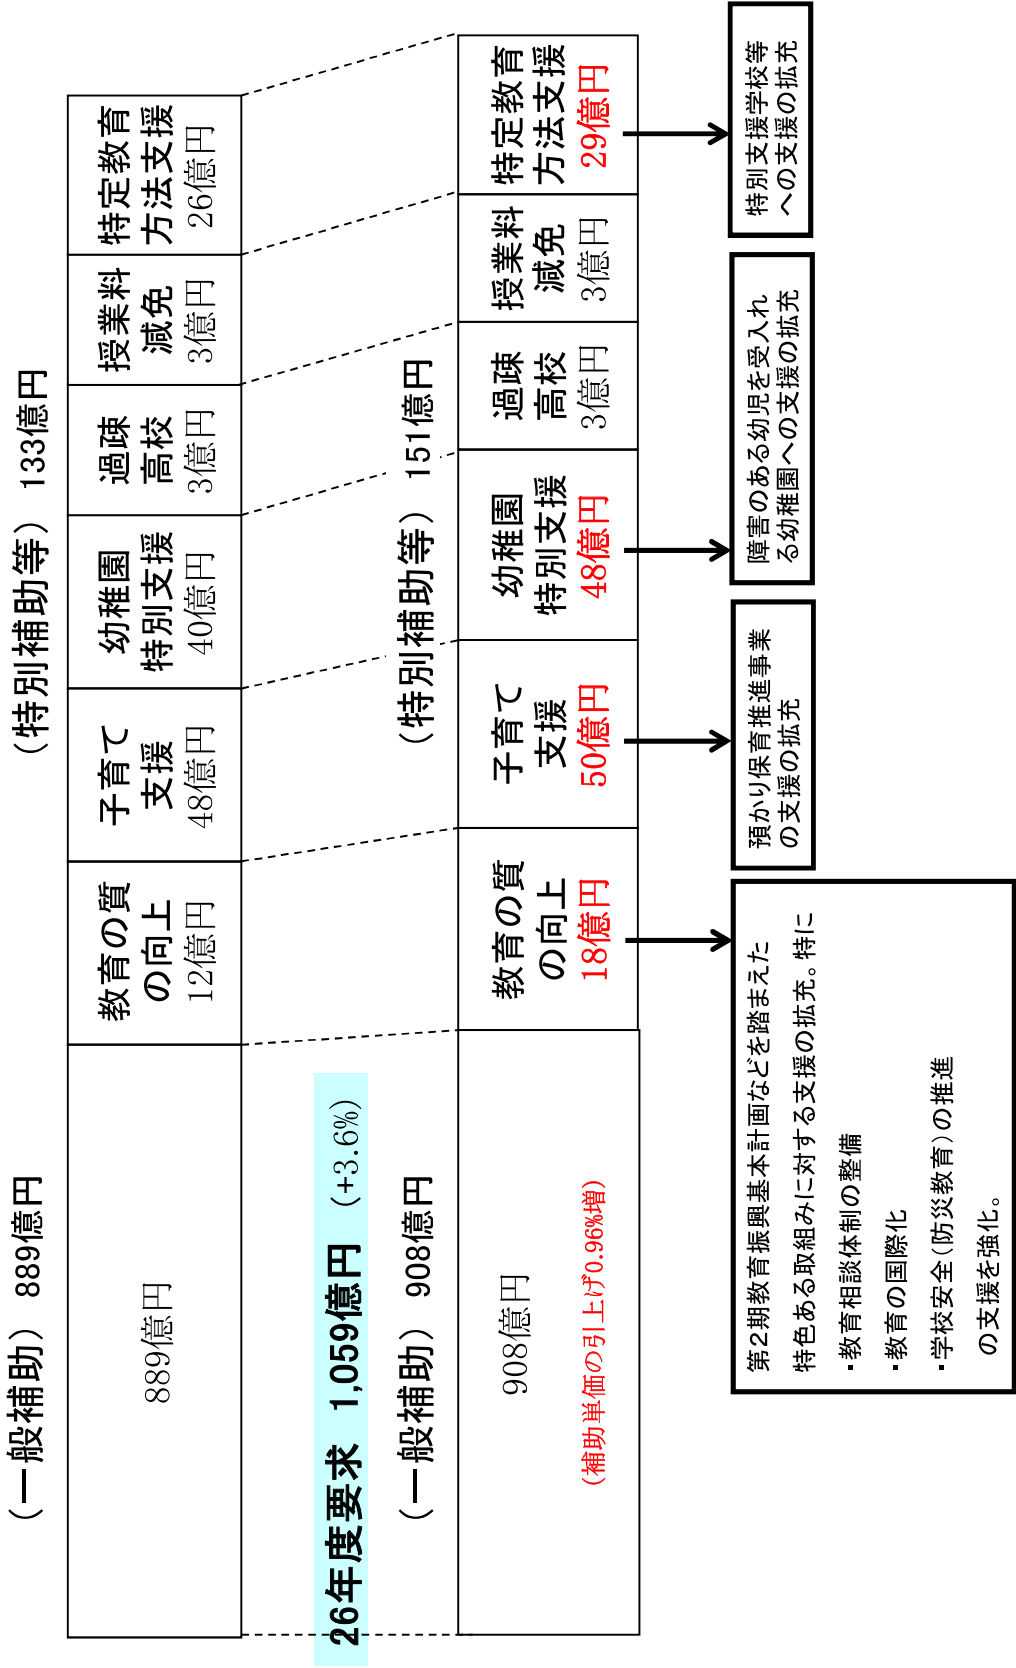 （一般補助） 889億円
（特別補助等） 133億円
889億円
教育の質
の向上
12億円
子育て
支援
48億円
幼稚園
特別支援
40億円
過疎
高校
3億円
授業料
減免
3億円
特定教育
方法支援
26億円
26年度要求 1,059億円 （+3.6%）
（一般補助） 908億円
（特別補助等） 151億円
908億円
（補助単価の引上げ0.96%増）
教育の質
の向上
18億円
子育て
支援
50億円
幼稚園
特別支援
48億円
過疎
高校
3億円
授業料
減免
3億円
特定教育
方法支援
29億円
第２期教育振興基本計画などを踏まえた
特色ある取組みに対する支援の拡充。特に
・教育相談体制の整備
・教育の国際化
・学校安全（防災教育）の推進
の支援を強化。
預かり保育推進事業
の支援の拡充
障害のある幼児を受入れ
る幼稚園への支援の拡充
特別支援学校等
への支援の拡充